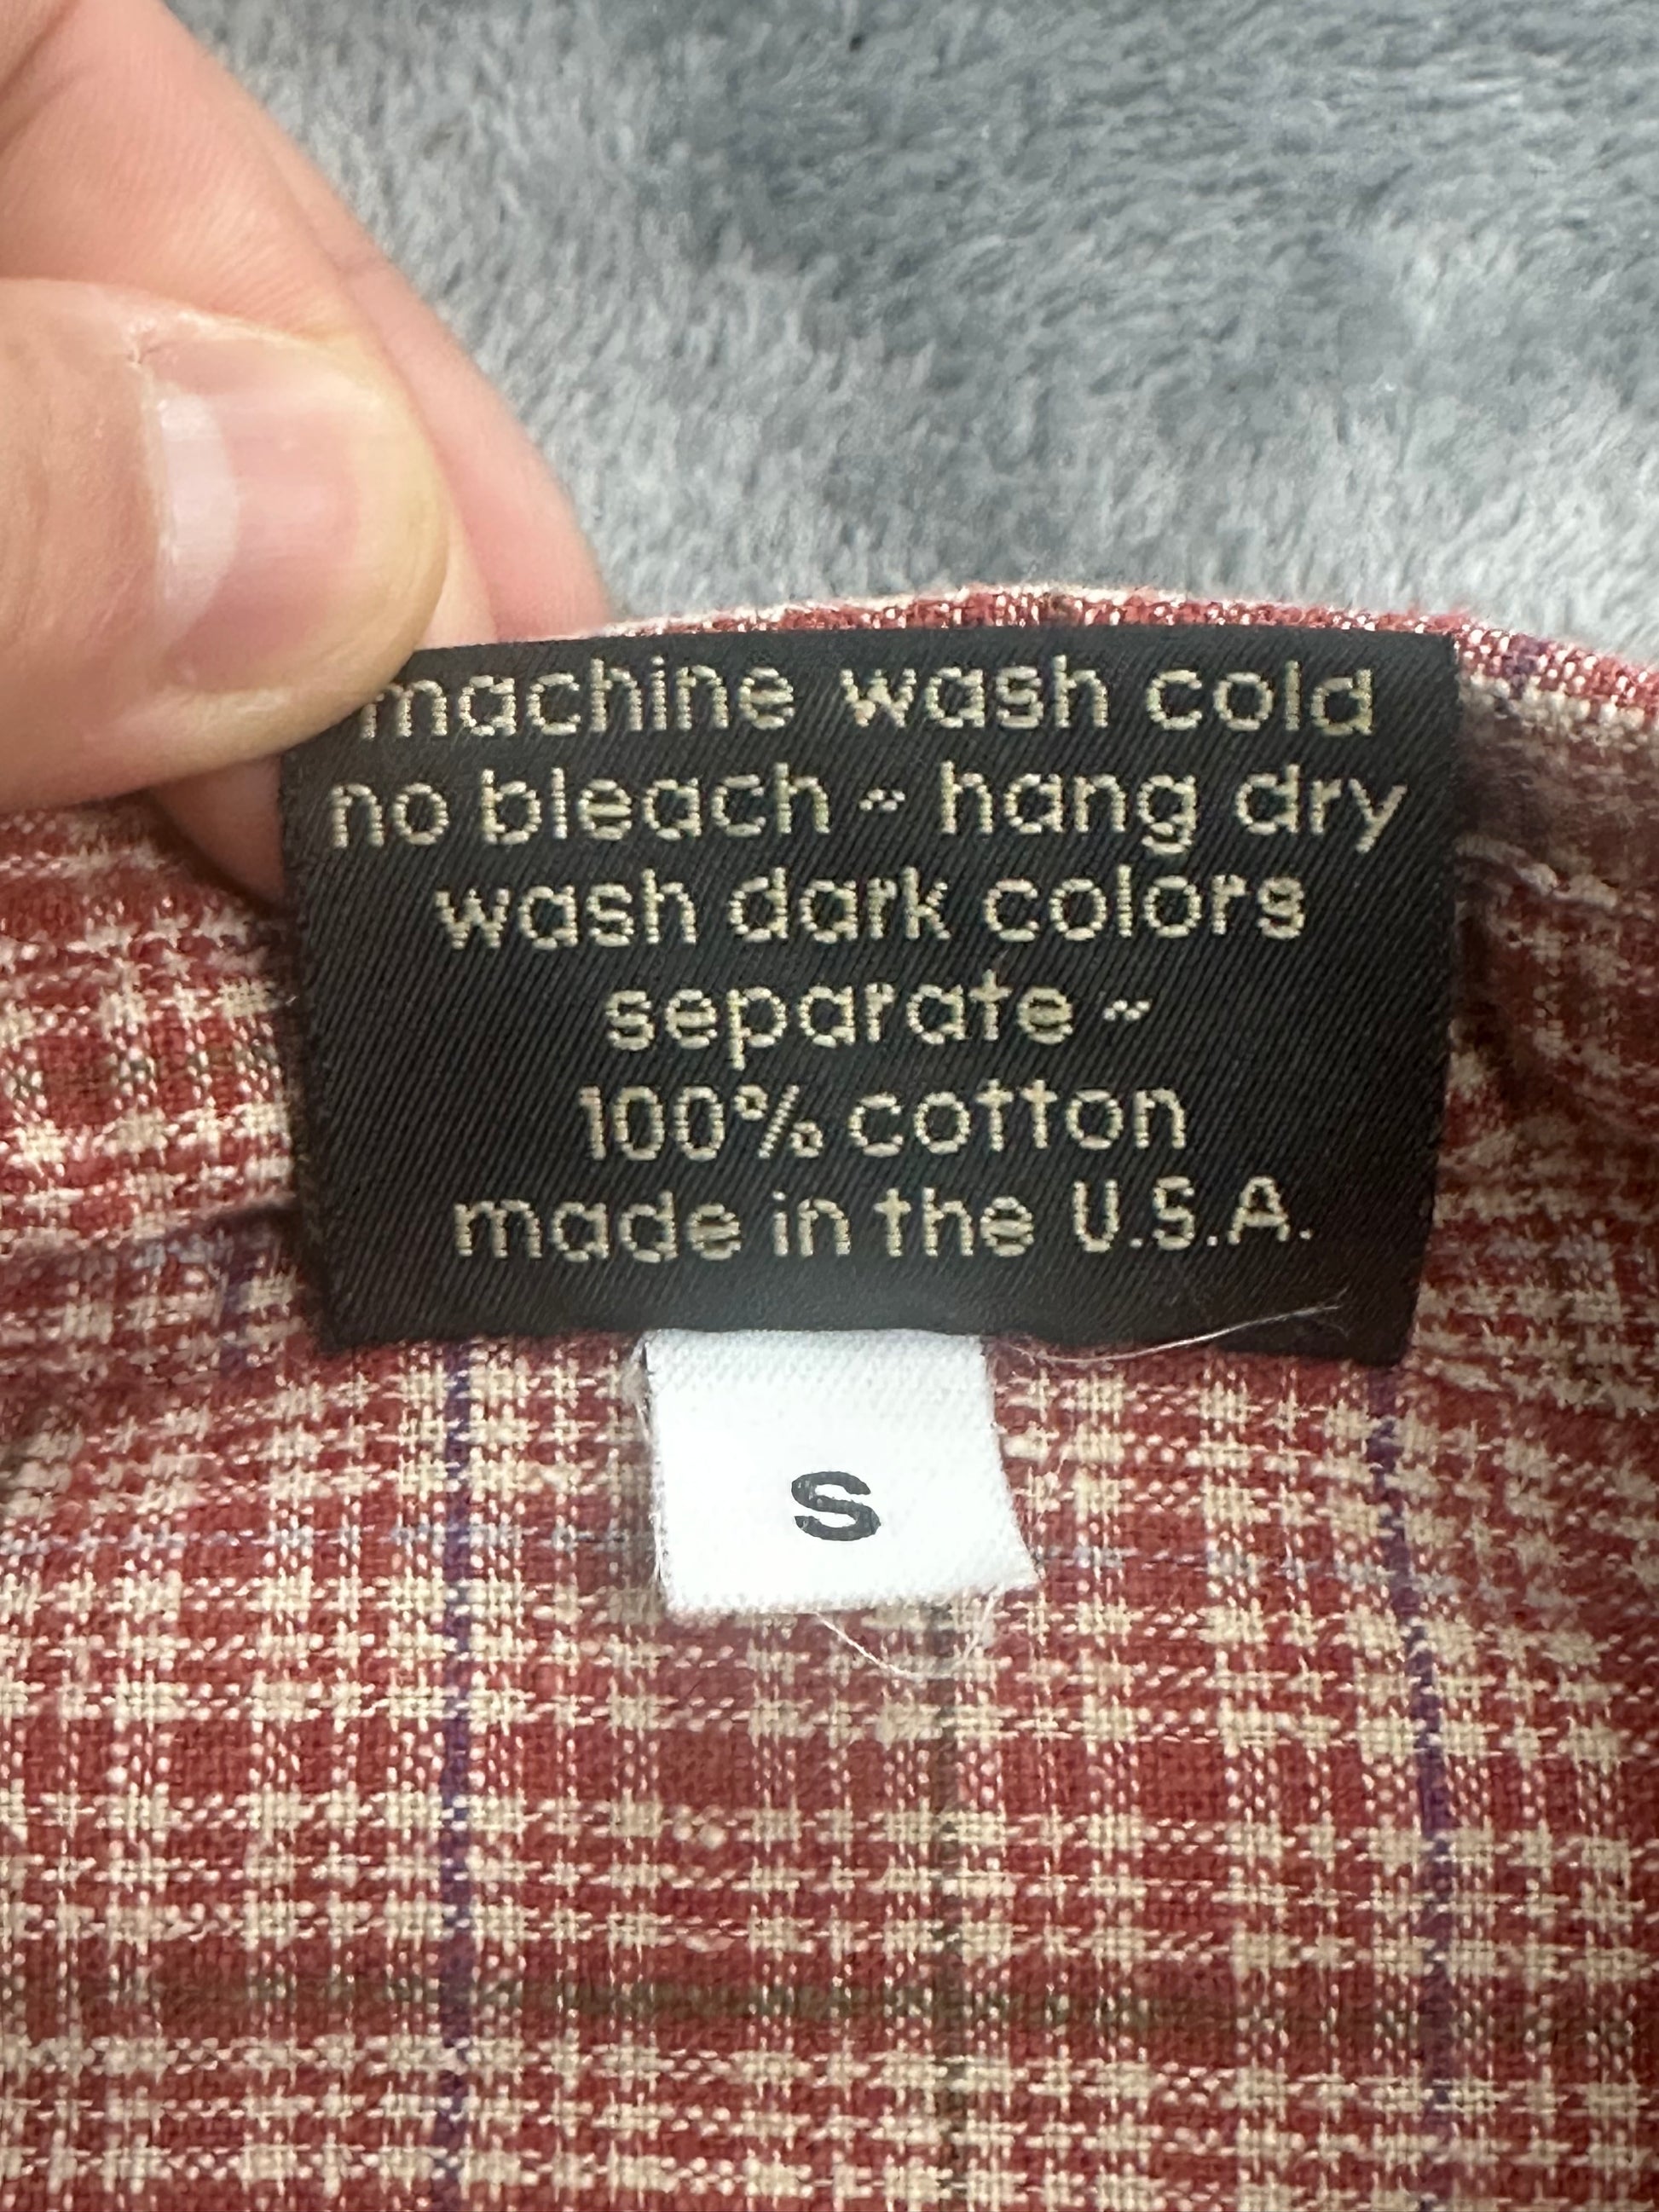 machine wash cold
no bleach ~ hang dry
wash dark colors
separate ~
100% cotton
made in the U.S.A.
S